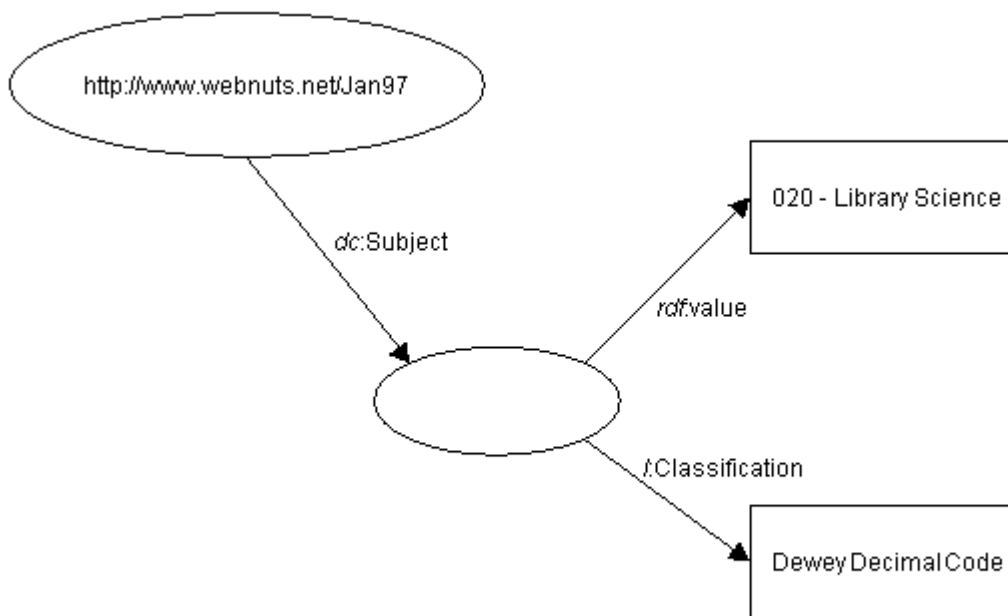 http://www.webnuts.net/Jan97
020 - Library Science
dc:Subject
rdf:value
l:Classification
Dewey Decimal Code